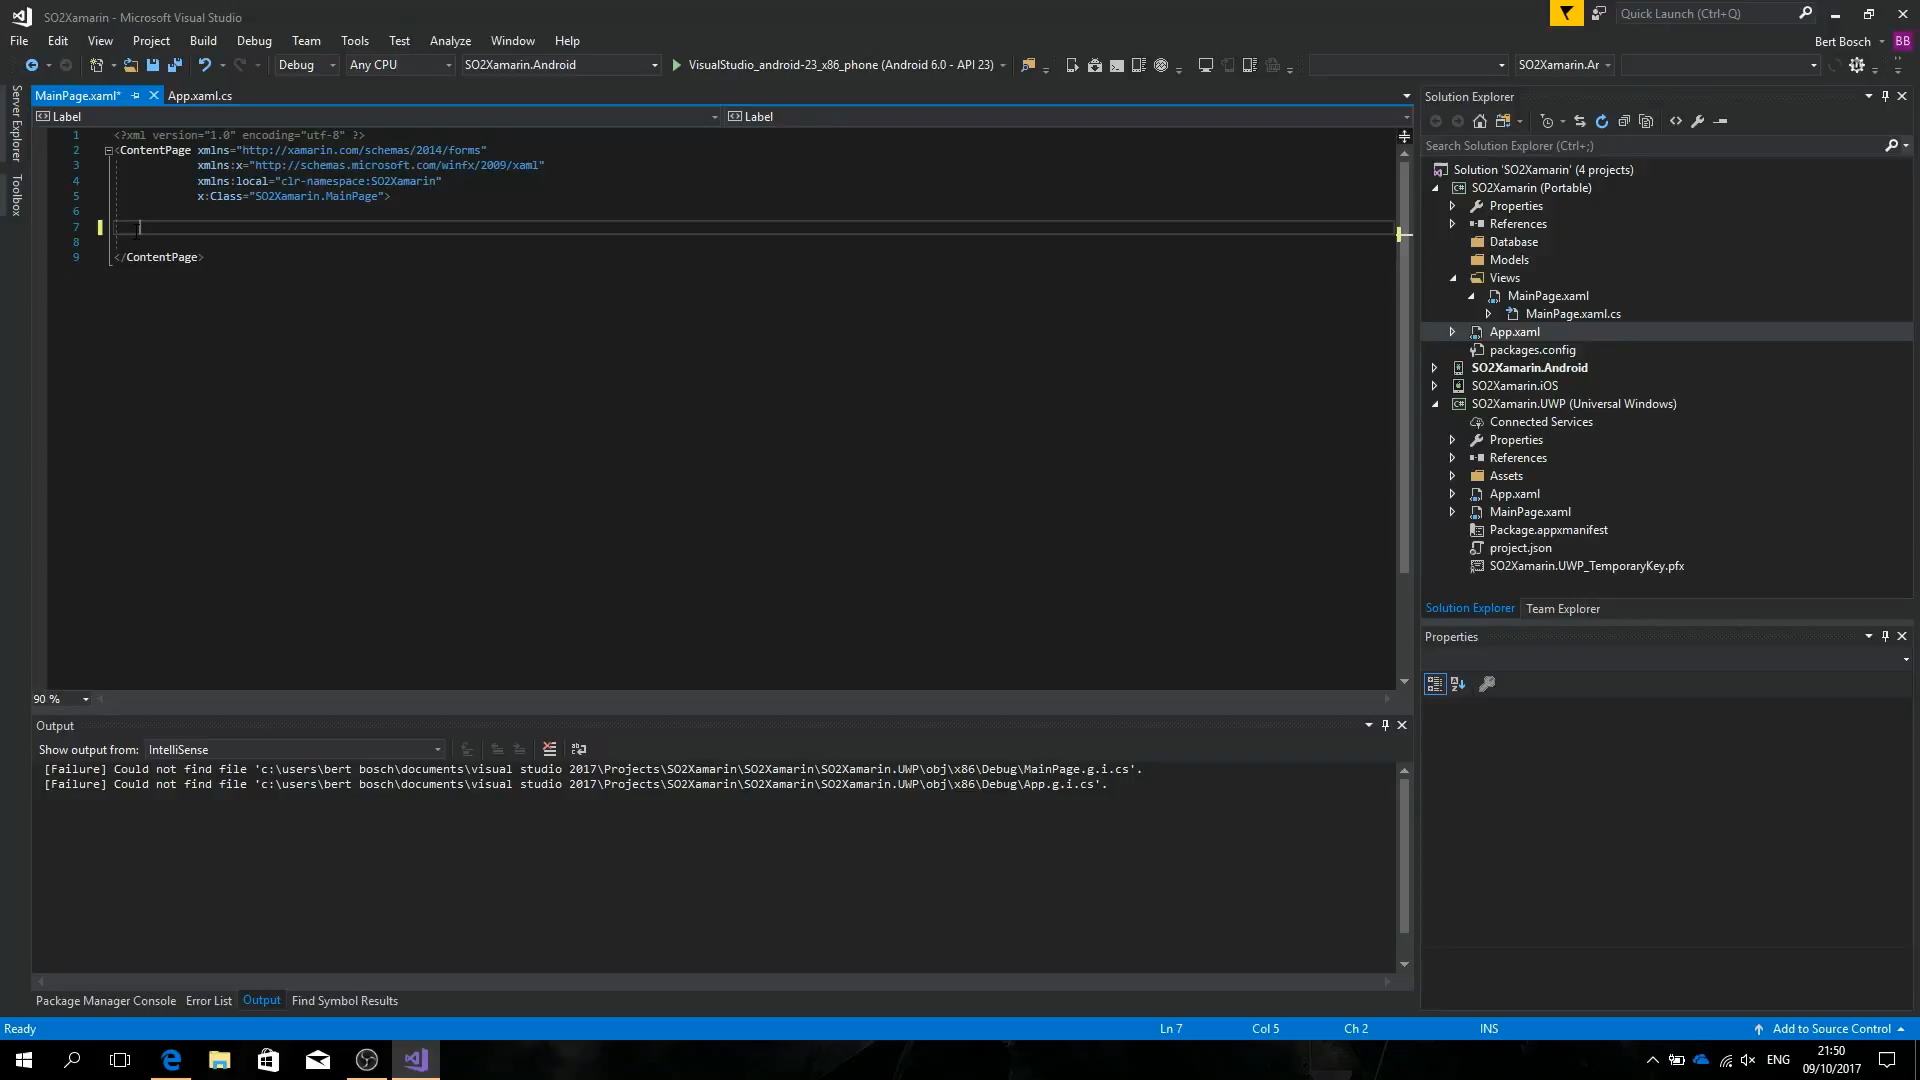 SO2Xamarin - Microsoft Visual Studio
Quick Launch (Ctrl+Q)
File Edit View Project Build Debug Team Tools Test Analyze Window Help
Bert Bosch BB
Debug Any CPU SO2Xamarin.Android VisualStudio_android-23_x86_phone (Android 6.0 - API 23) SO2Xamarin.Ar
Server Explorer
Toolbox
MainPage.xaml* App.xaml.cs
Label Label
1 <?xml version="1.0" encoding="utf-8" ?>
2 <ContentPage xmlns="http://xamarin.com/schemas/2014/forms"
3 xmlns:x="http://schemas.microsoft.com/winfx/2009/xaml"
4 xmlns:local="clr-namespace:SO2Xamarin"
5 x:Class="SO2Xamarin.MainPage">
6
7
8
9 </ContentPage>
90 %
Output
Show output from: IntelliSense
[Failure] Could not find file 'c:\users\bert bosch\documents\visual studio 2017\Projects\SO2Xamarin\SO2Xamarin\SO2Xamarin.UWP\obj\x86\Debug\MainPage.g.i.cs'.
[Failure] Could not find file 'c:\users\bert bosch\documents\visual studio 2017\Projects\SO2Xamarin\SO2Xamarin\SO2Xamarin.UWP\obj\x86\Debug\App.g.i.cs'.
Package Manager Console Error List Output Find Symbol Results
Solution Explorer
Search Solution Explorer (Ctrl+;)
Solution 'SO2Xamarin' (4 projects)
C# SO2Xamarin (Portable)
Properties
References
Database
Models
Views
MainPage.xaml
MainPage.xaml.cs
App.xaml
packages.config
SO2Xamarin.Android
SO2Xamarin.iOS
C# SO2Xamarin.UWP (Universal Windows)
Connected Services
Properties
References
Assets
App.xaml
MainPage.xaml
Package.appxmanifest
project.json
SO2Xamarin.UWP_TemporaryKey.pfx
Solution Explorer Team Explorer
Properties
Ready Ln 7 Col 5 Ch 2 INS Add to Source Control
ENG 21:50
09/10/2017